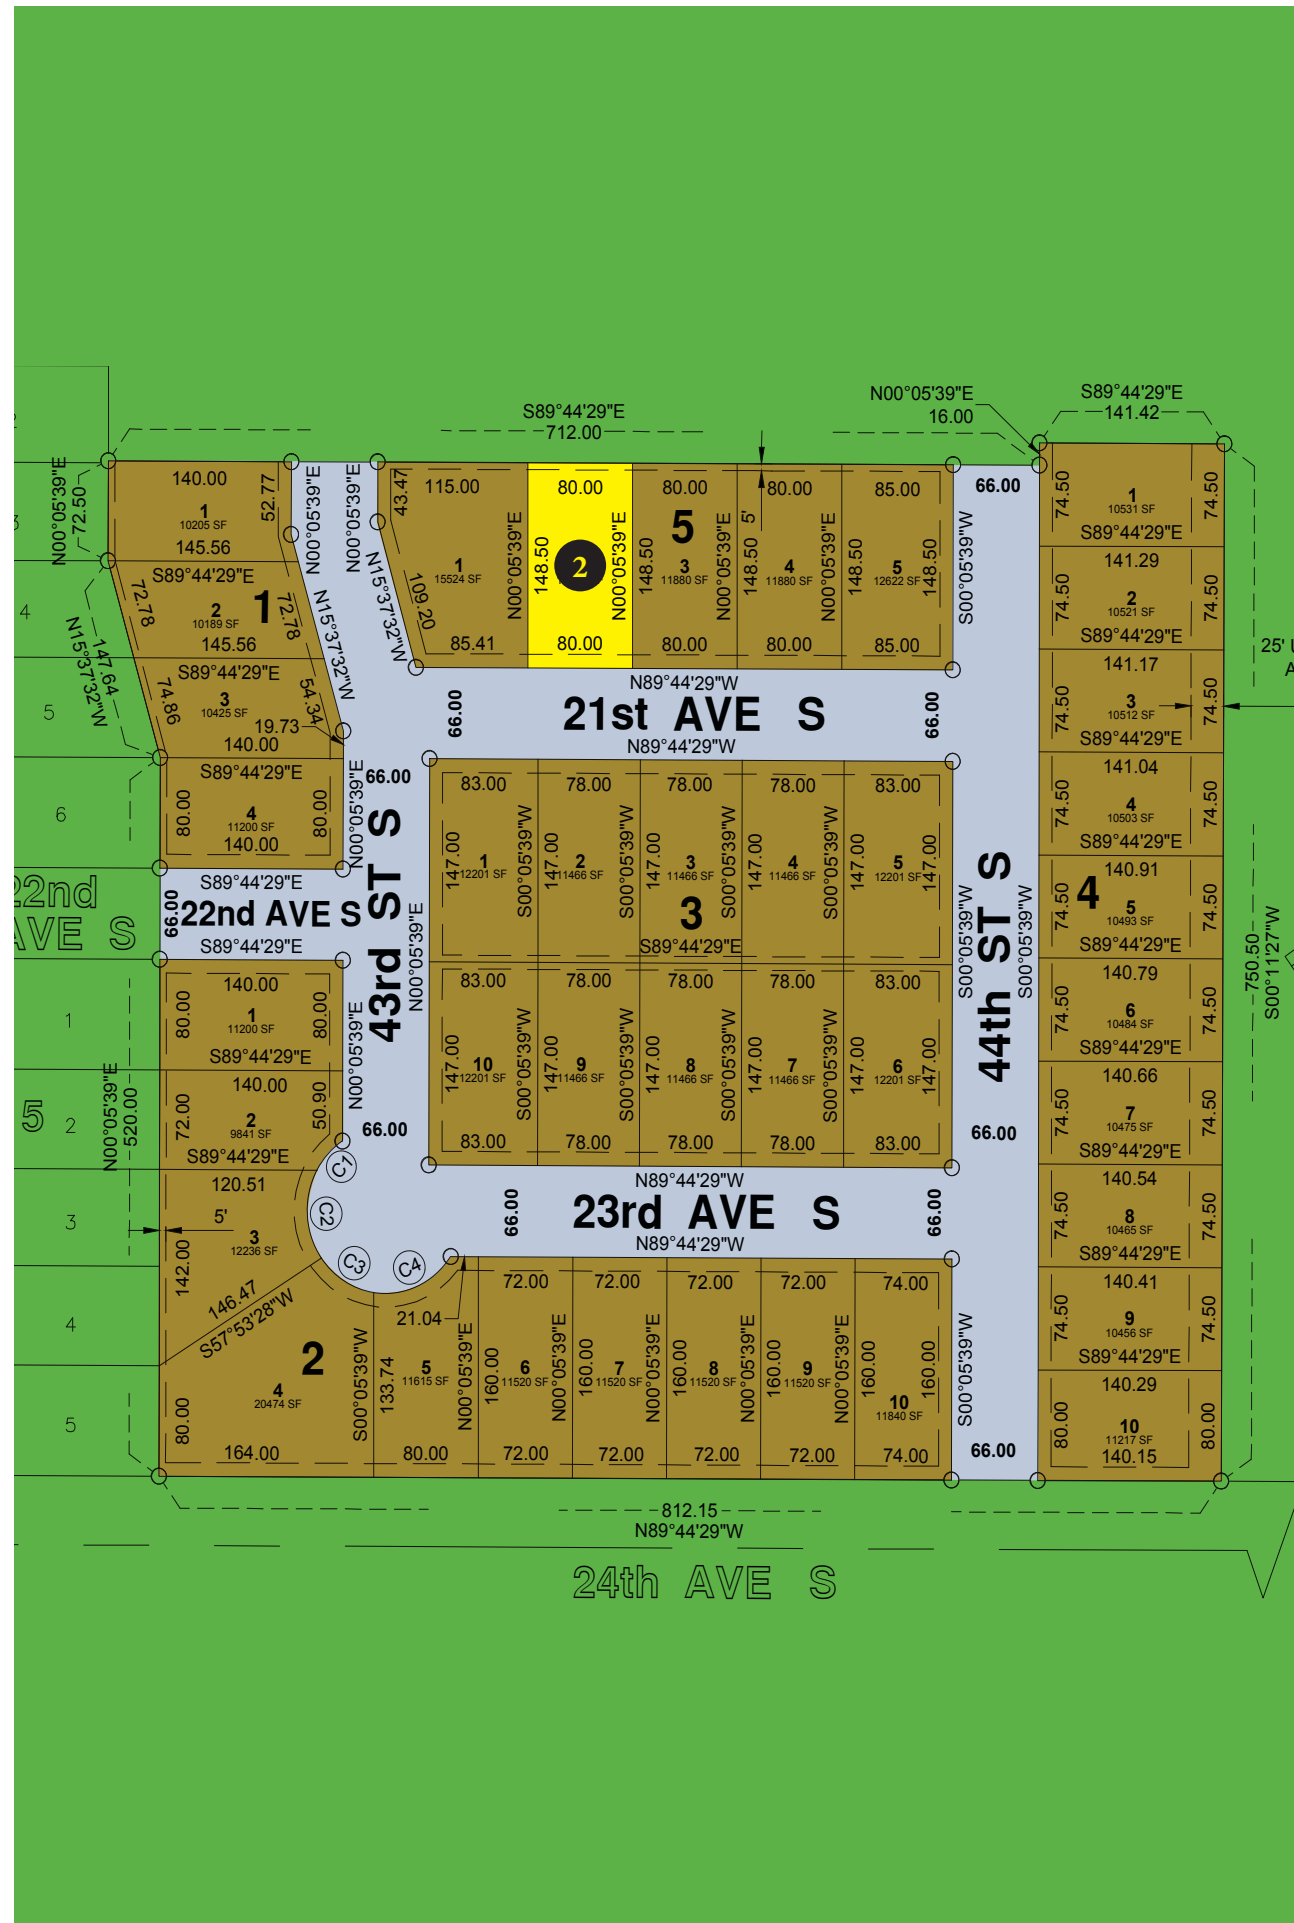 S89°44'29"E
712.00
N00°05'39"E
16.00
S89°44'29"E
141.42
N00°05'39"E
72.50
147.64
N15°37'32"W
3
4
5
6
1
2
3
4
5
5
140.00
52.77
1
10205 SF
145.56
S89°44'29"E
72.78
2
10189 SF
1
72.78
145.56
S89°44'29"E
74.86
3
10425 SF
54.34
19.73
140.00
S89°44'29"E
80.00
4
11200 SF
80.00
140.00
N00°05'39"E
N15°37'32"W
N00°05'39"E
N00°05'39"E
N15°37'32"W
43.47
109.20
115.00
1
15524 SF
85.41
N00°05'39"E
80.00
148.50
2
N00°05'39"E
80.00
80.00
5
148.50
3
11880 SF
N00°05'39"E
80.00
80.00
5'
148.50
4
11880 SF
N00°05'39"E
80.00
85.00
148.50
5
12622 SF
148.50
85.00
66.00
S00°05'39"W
N89°44'29"W
66.00
21st AVE S
66.00
N89°44'29"W
66.00
43rd ST S
N00°05'39"E
66.00
S89°44'29"E
22nd
AVE S
66.00
22nd AVE S
S89°44'29"E
83.00
78.00
78.00
78.00
83.00
147.00
1
12201 SF
S00°05'39"W
147.00
2
11466 SF
S00°05'39"W
147.00
3
11466 SF
S00°05'39"W
147.00
4
11466 SF
S00°05'39"W
147.00
5
12201 SF
147.00
3
S89°44'29"E
83.00
78.00
78.00
78.00
83.00
147.00
10
12201 SF
S00°05'39"W
147.00
9
11466 SF
S00°05'39"W
147.00
8
11466 SF
S00°05'39"W
147.00
7
11466 SF
S00°05'39"W
147.00
6
12201 SF
147.00
83.00
78.00
78.00
78.00
83.00
S00°05'39"W
44th ST S
S00°05'39"W
66.00
140.00
80.00
1
11200 SF
80.00
S89°44'29"E
N00°05'39"E
140.00
72.00
2
9841 SF
50.90
S89°44'29"E
N00°05'39"E
520.00
120.51
5'
3
12236 SF
142.00
146.47
S57°53'28"W
C1
C2
C3
C4
N89°44'29"W
66.00
23rd AVE S
66.00
N89°44'29"W
2
4
20474 SF
80.00
164.00
S00°05'39"W
133.74
21.04
5
11615 SF
80.00
N00°05'39"E
72.00
160.00
6
11520 SF
N00°05'39"E
72.00
72.00
160.00
7
11520 SF
N00°05'39"E
72.00
72.00
160.00
8
11520 SF
N00°05'39"E
72.00
72.00
160.00
9
11520 SF
N00°05'39"E
72.00
74.00
160.00
10
11840 SF
160.00
74.00
S00°05'39"W
66.00
74.50
1
10531 SF
74.50
S89°44'29"E
141.29
74.50
2
10521 SF
74.50
S89°44'29"E
141.17
74.50
3
10512 SF
74.50
S89°44'29"E
141.04
74.50
4
10503 SF
74.50
S89°44'29"E
140.91
74.50
4
5
10493 SF
74.50
S89°44'29"E
140.79
74.50
6
10484 SF
74.50
S89°44'29"E
140.66
74.50
7
10475 SF
74.50
S89°44'29"E
140.54
74.50
8
10465 SF
74.50
S89°44'29"E
140.41
74.50
9
10456 SF
74.50
S89°44'29"E
140.29
80.00
10
11217 SF
80.00
140.15
25'
750.50
S00°11'27"W
812.15
N89°44'29"W
24th AVE S